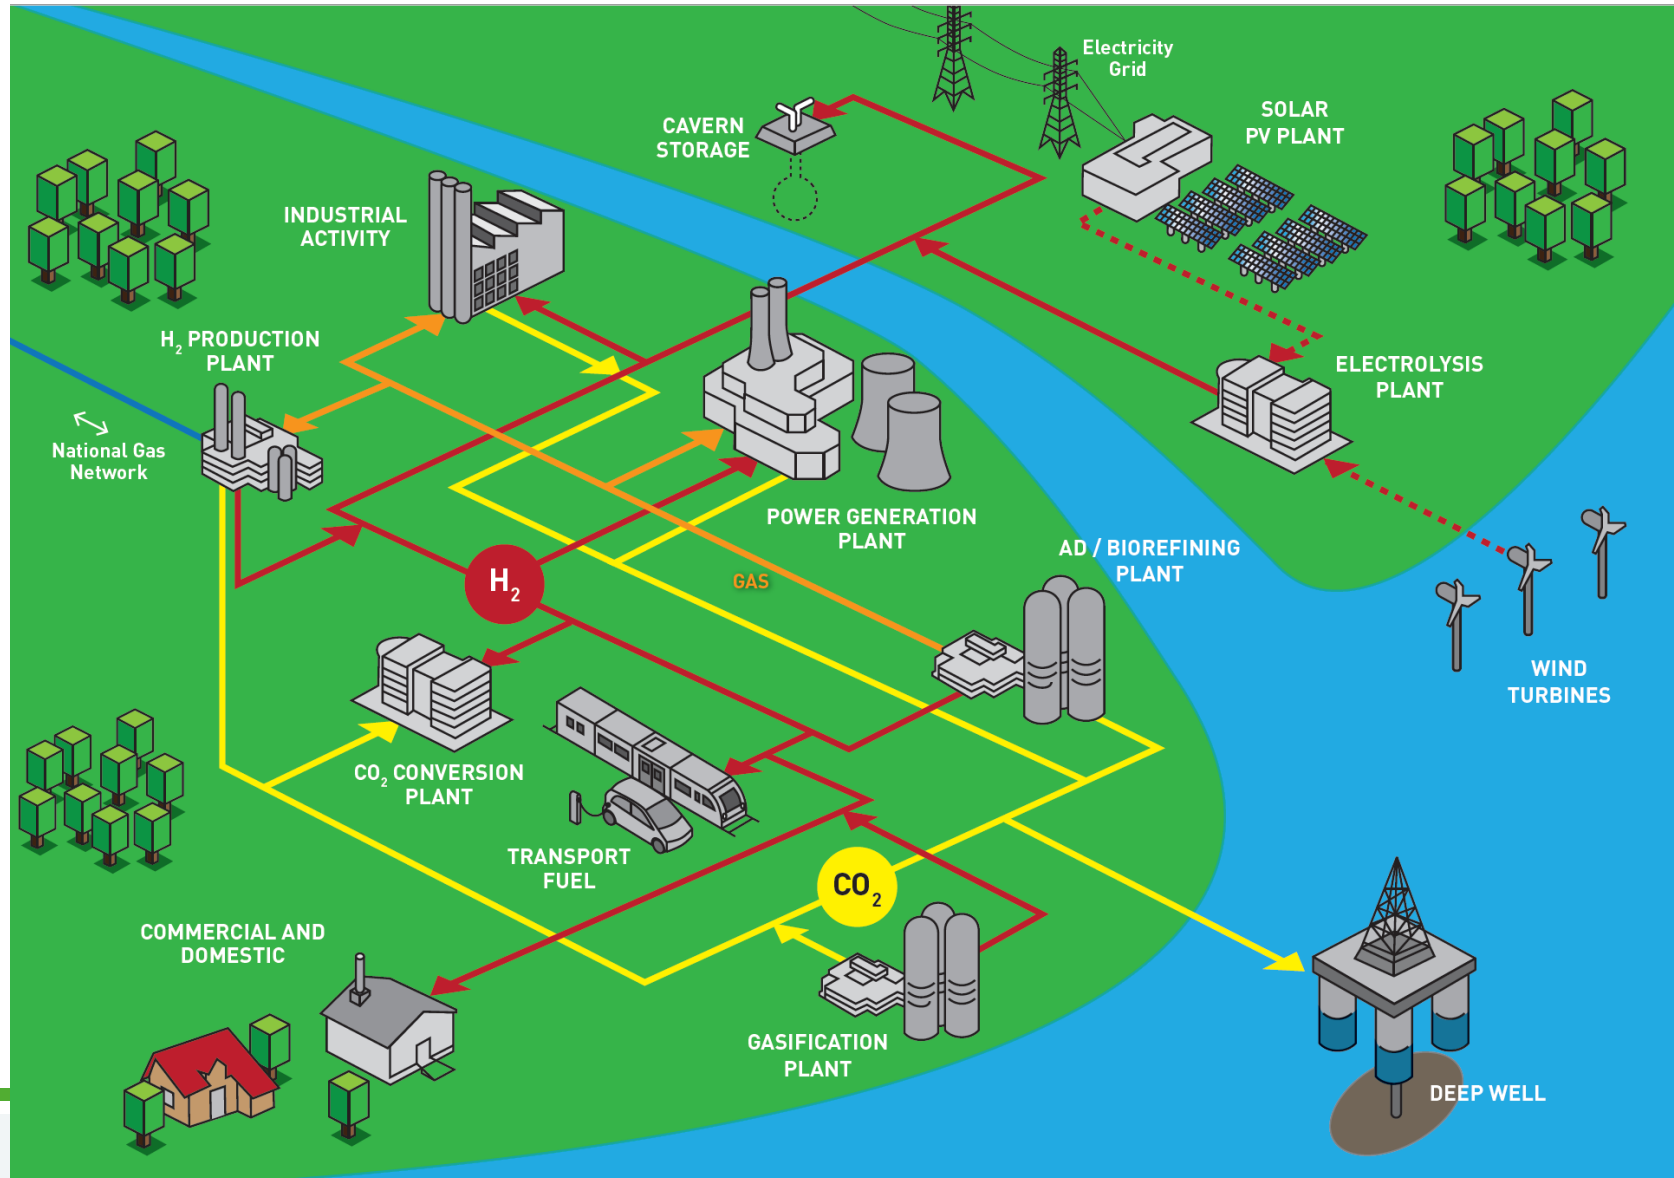 Electricity
Grid
SOLAR
PV PLANT
CAVERN
STORAGE
INDUSTRIAL
ACTIVITY
H₂ PRODUCTION
PLANT
ELECTROLYSIS
PLANT
National Gas
Network
POWER GENERATION
PLANT
AD / BIOREFINING
PLANT
H₂
GAS
WIND
TURBINES
CO₂ CONVERSION
PLANT
TRANSPORT
FUEL
CO₂
COMMERCIAL AND
DOMESTIC
GASIFICATION
PLANT
DEEP WELL